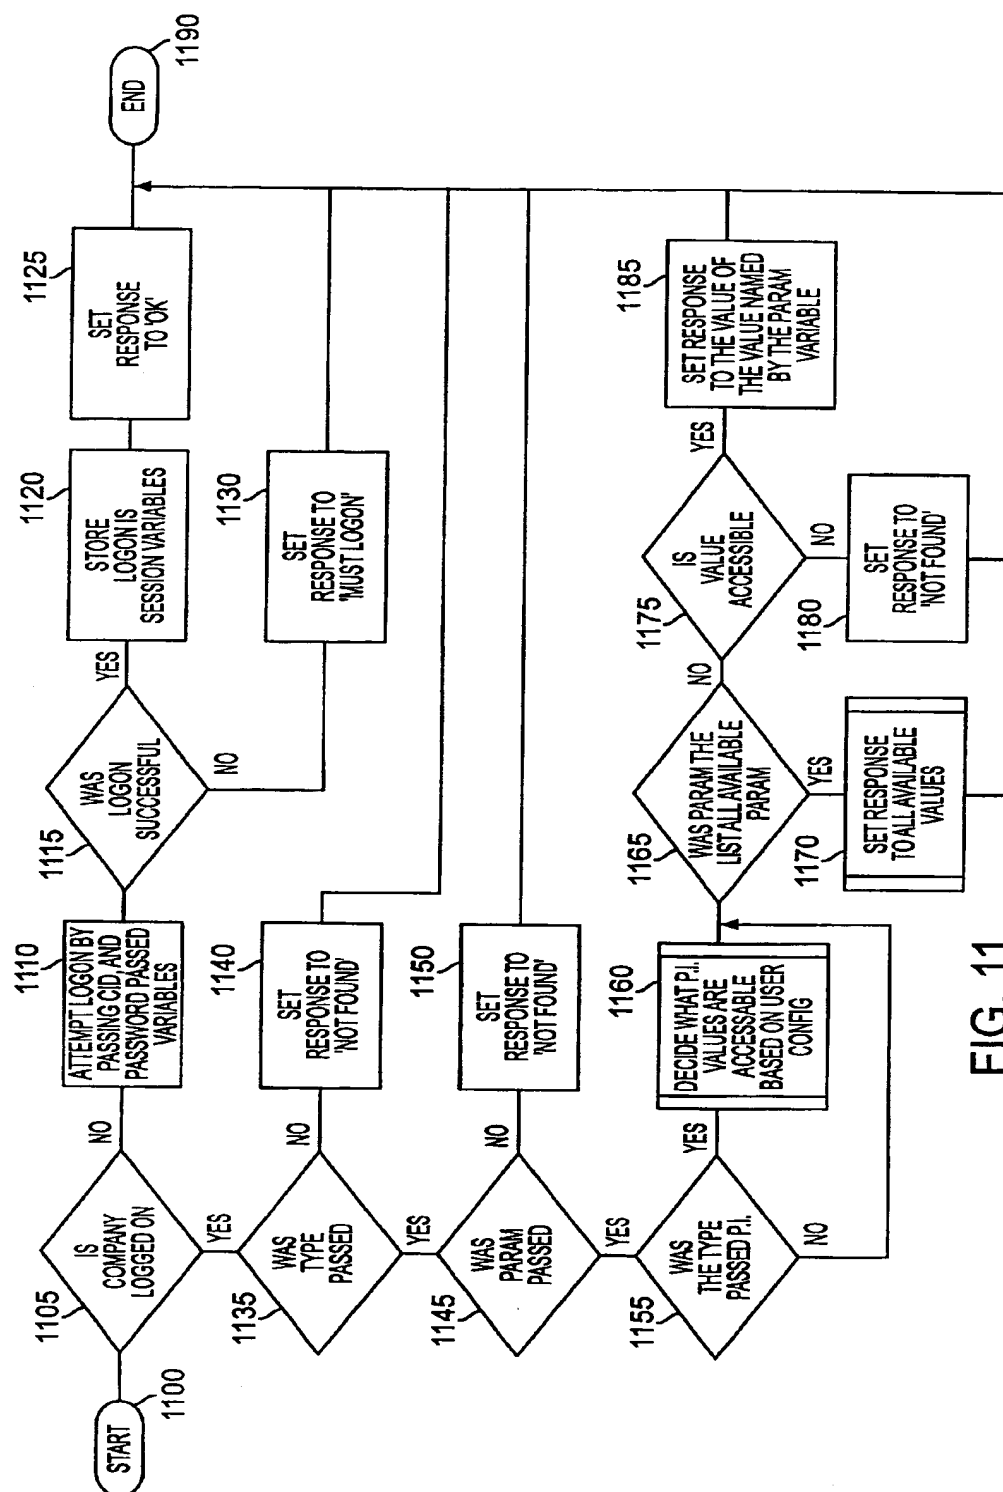 START
1100
IS
COMPANY
LOGGED ON
1105
NO
YES
ATTEMPT LOGON BY
PASSING CID, AND
PASSWORD PASSED
VARIABLES
1110
WAS
LOGON
SUCCESSFUL
1115
YES
NO
STORE
LOGON IS
SESSION VARIABLES
1120
SET
RESPONSE
TO 'OK'
1125
END
1190
SET
RESPONSE TO
'MUST LOGON'
1130
WAS
TYPE
PASSED
1135
NO
YES
SET
RESPONSE TO
'NOT FOUND'
1140
WAS
PARAM
PASSED
1145
NO
YES
SET
RESPONSE TO
'NOT FOUND'
1150
WAS
THE TYPE
PASSED P.I.
1155
YES
NO
DECIDE WHAT P.I.
VALUES ARE
ACCESSABLE
BASED ON USER
CONFIG
1160
WAS PARAM THE
LIST ALL AVAILABLE
PARAM
1165
NO
YES
SET RESPONSE
TO ALL AVAILABLE
VALUES
1170
IS
VALUE
ACCESSIBLE
1175
YES
NO
SET
RESPONSE TO
'NOT FOUND'
1180
SET RESPONSE
TO THE VALUE OF
THE VALUE NAMED
BY THE PARAM
VARIABLE
1185
FIG. 11